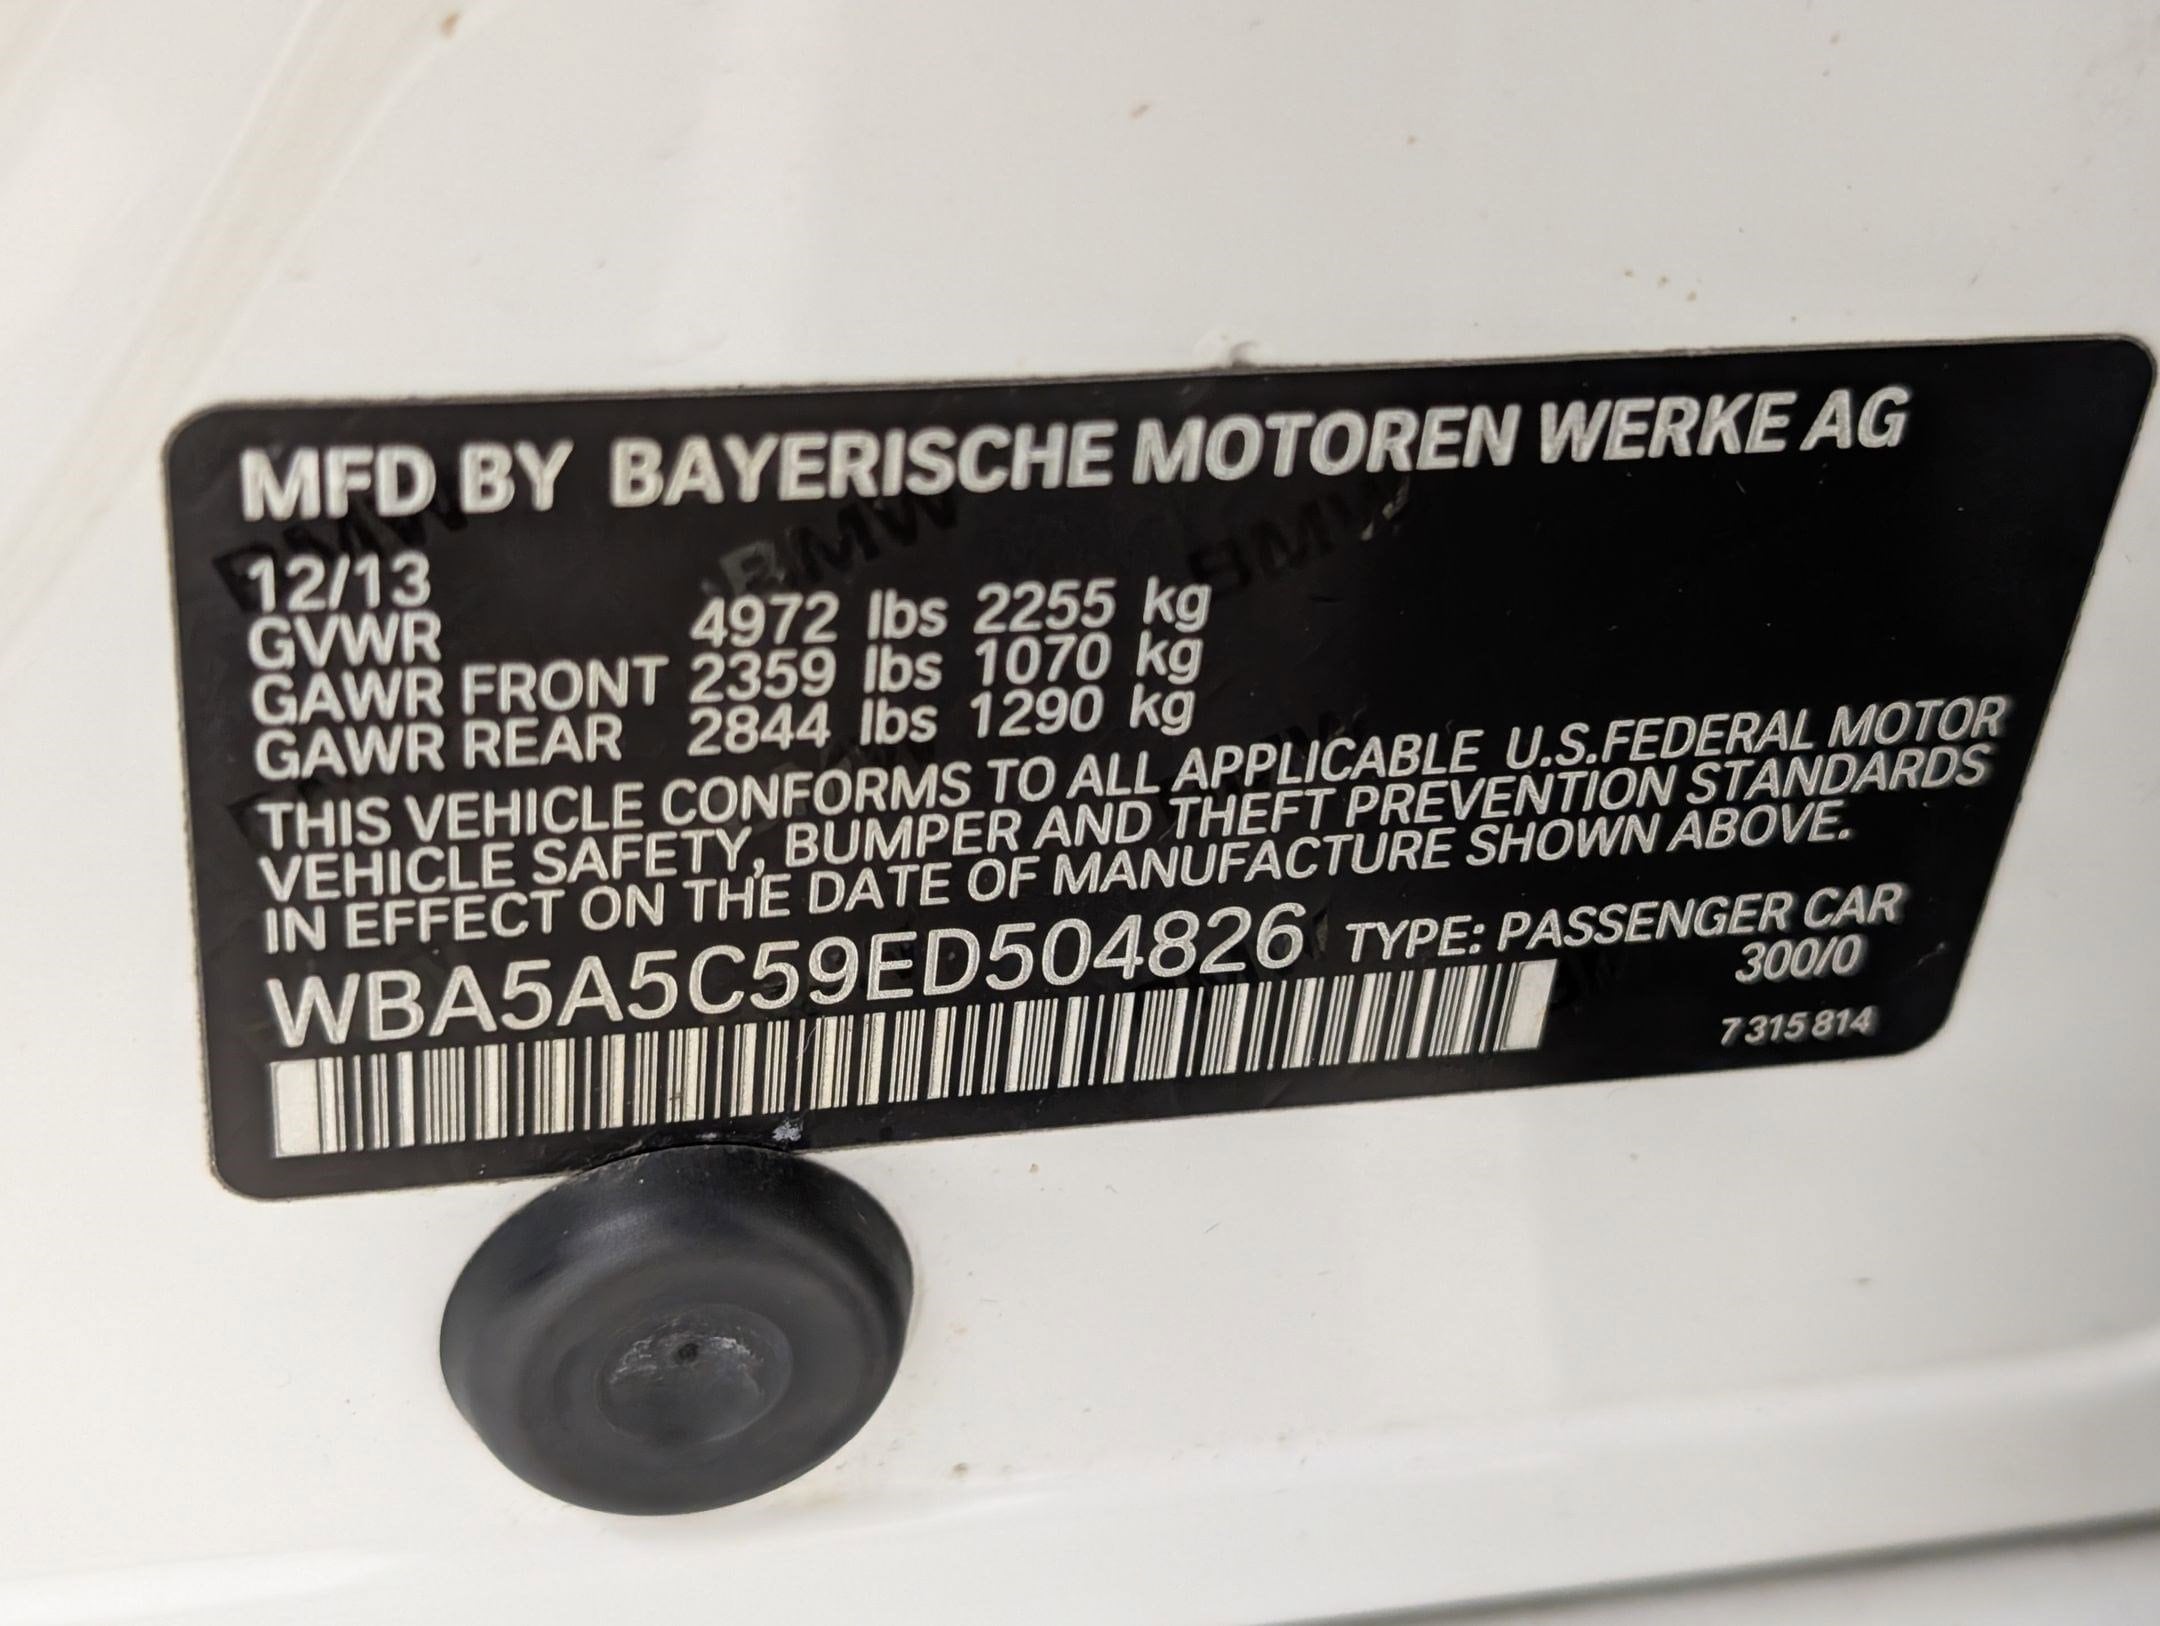 MFD BY BAYERISCHE MOTOREN WERKE AG
12/13
GVWR 4972 lbs 2255 kg
GAWR FRONT 2359 lbs 1070 kg
GAWR REAR 2844 lbs 1290 kg
THIS VEHICLE CONFORMS TO ALL APPLICABLE U.S.FEDERAL MOTOR
VEHICLE SAFETY, BUMPER AND THEFT PREVENTION STANDARDS
IN EFFECT ON THE DATE OF MANUFACTURE SHOWN ABOVE.
WBA5A5C59ED504826 TYPE: PASSENGER CAR
300/0
7 315 814
BMW BMW BMW